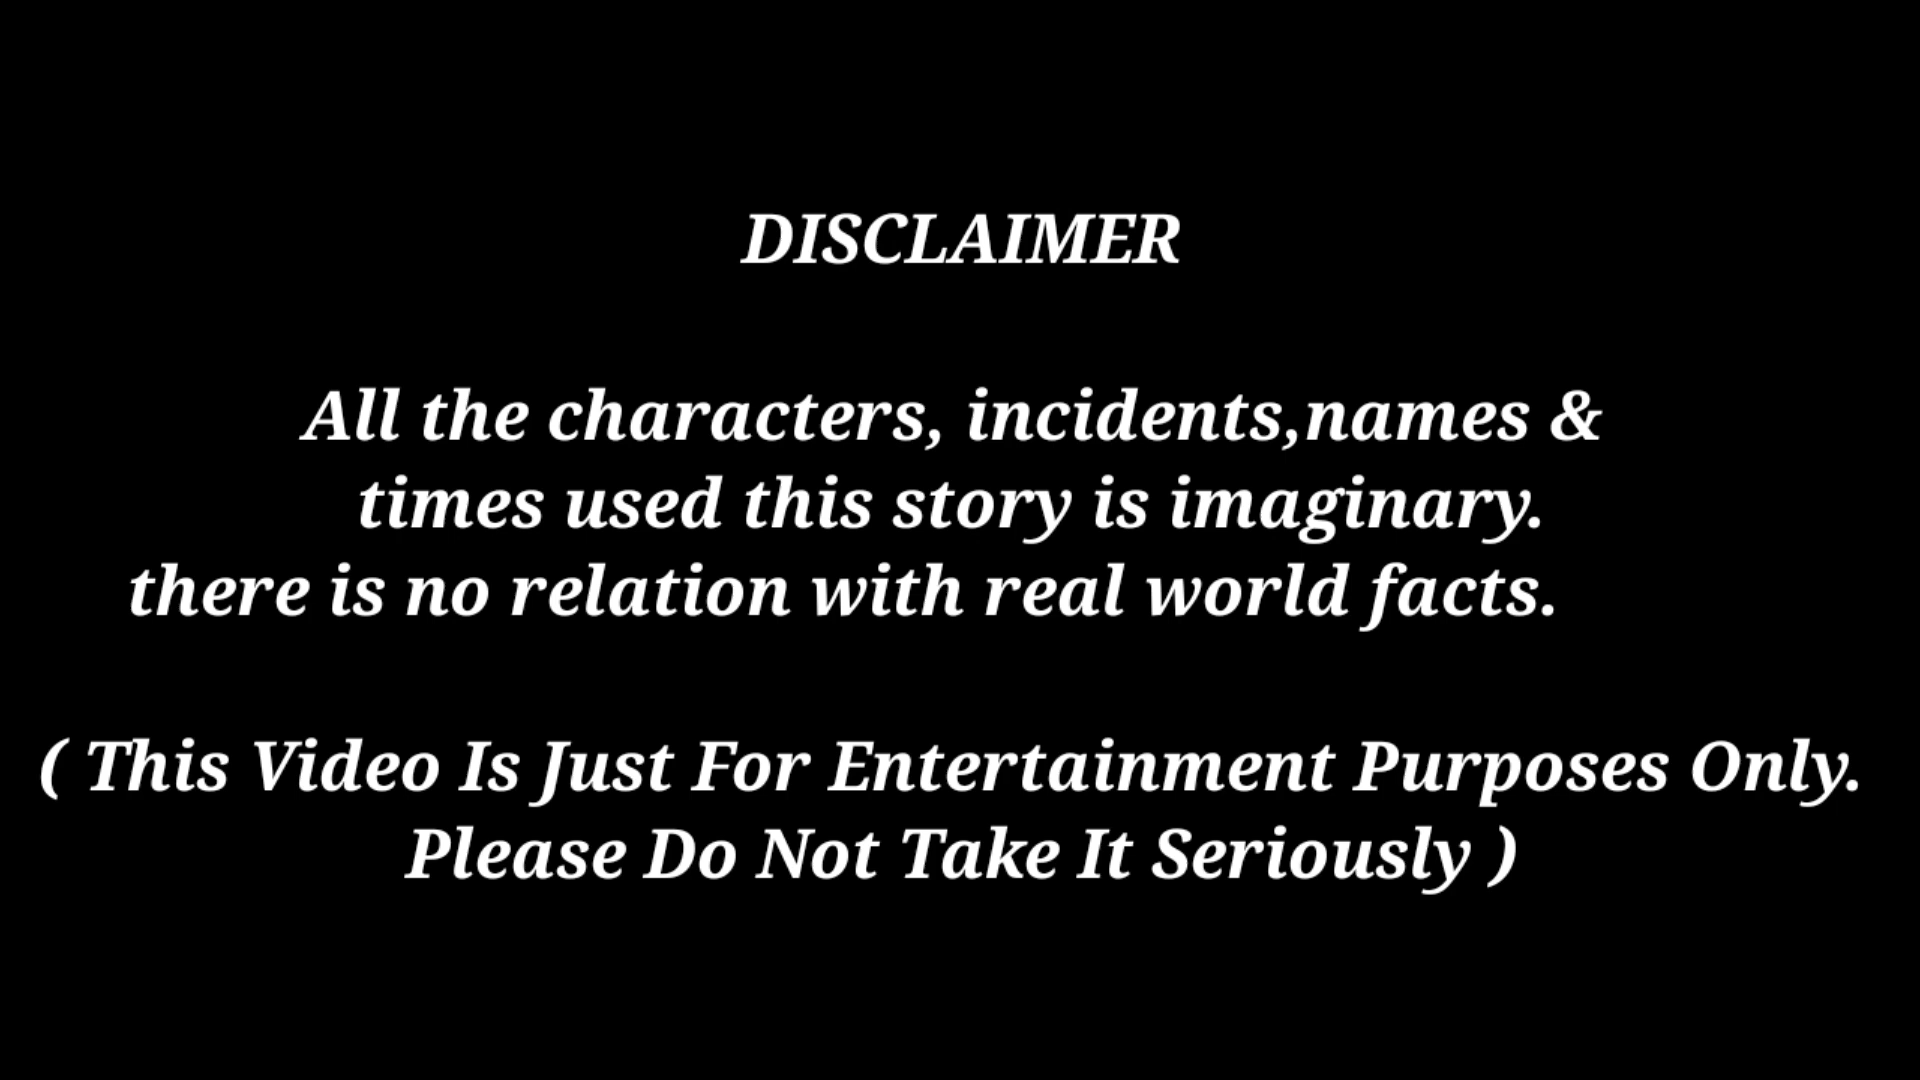 DISCLAIMER
All the characters, incidents,names &
times used this story is imaginary.
there is no relation with real world facts.
( This Video Is Just For Entertainment Purposes Only.
Please Do Not Take It Seriously )